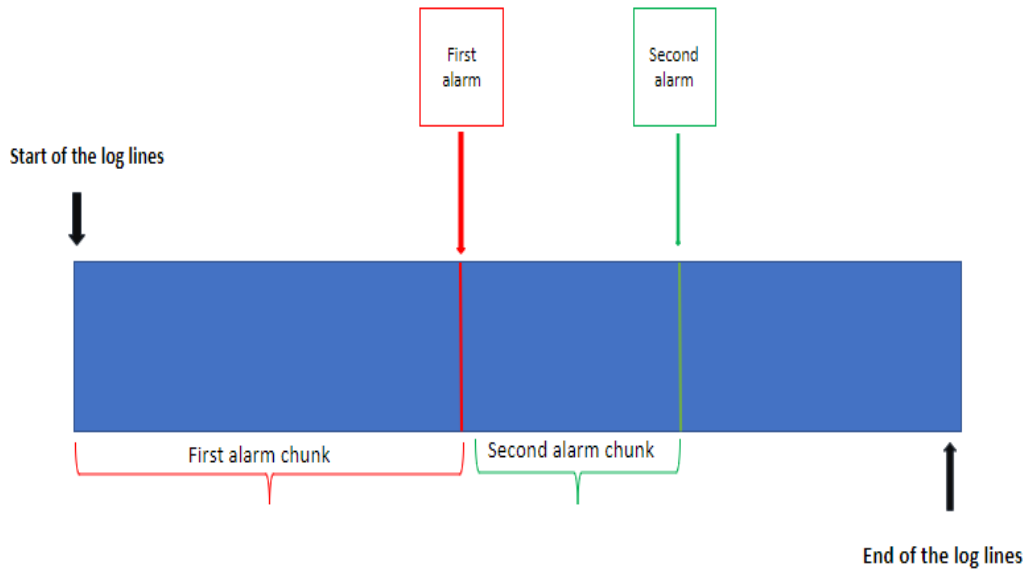 First
alarm
Second
alarm
Start of the log lines
First alarm chunk
Second alarm chunk
End of the log lines